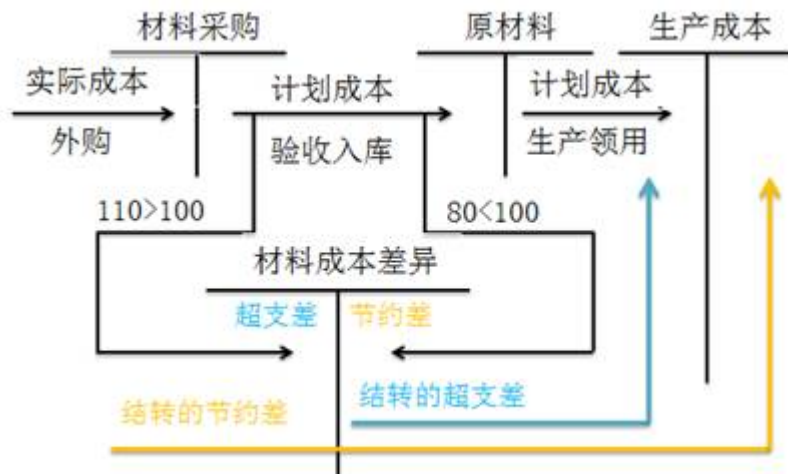 材料采购
原材料
生产成本
实际成本
外购
计划成本
验收入库
计划成本
生产领用
110>100
80<100
材料成本差异
超支差
节约差
结转的节约差
结转的超支差